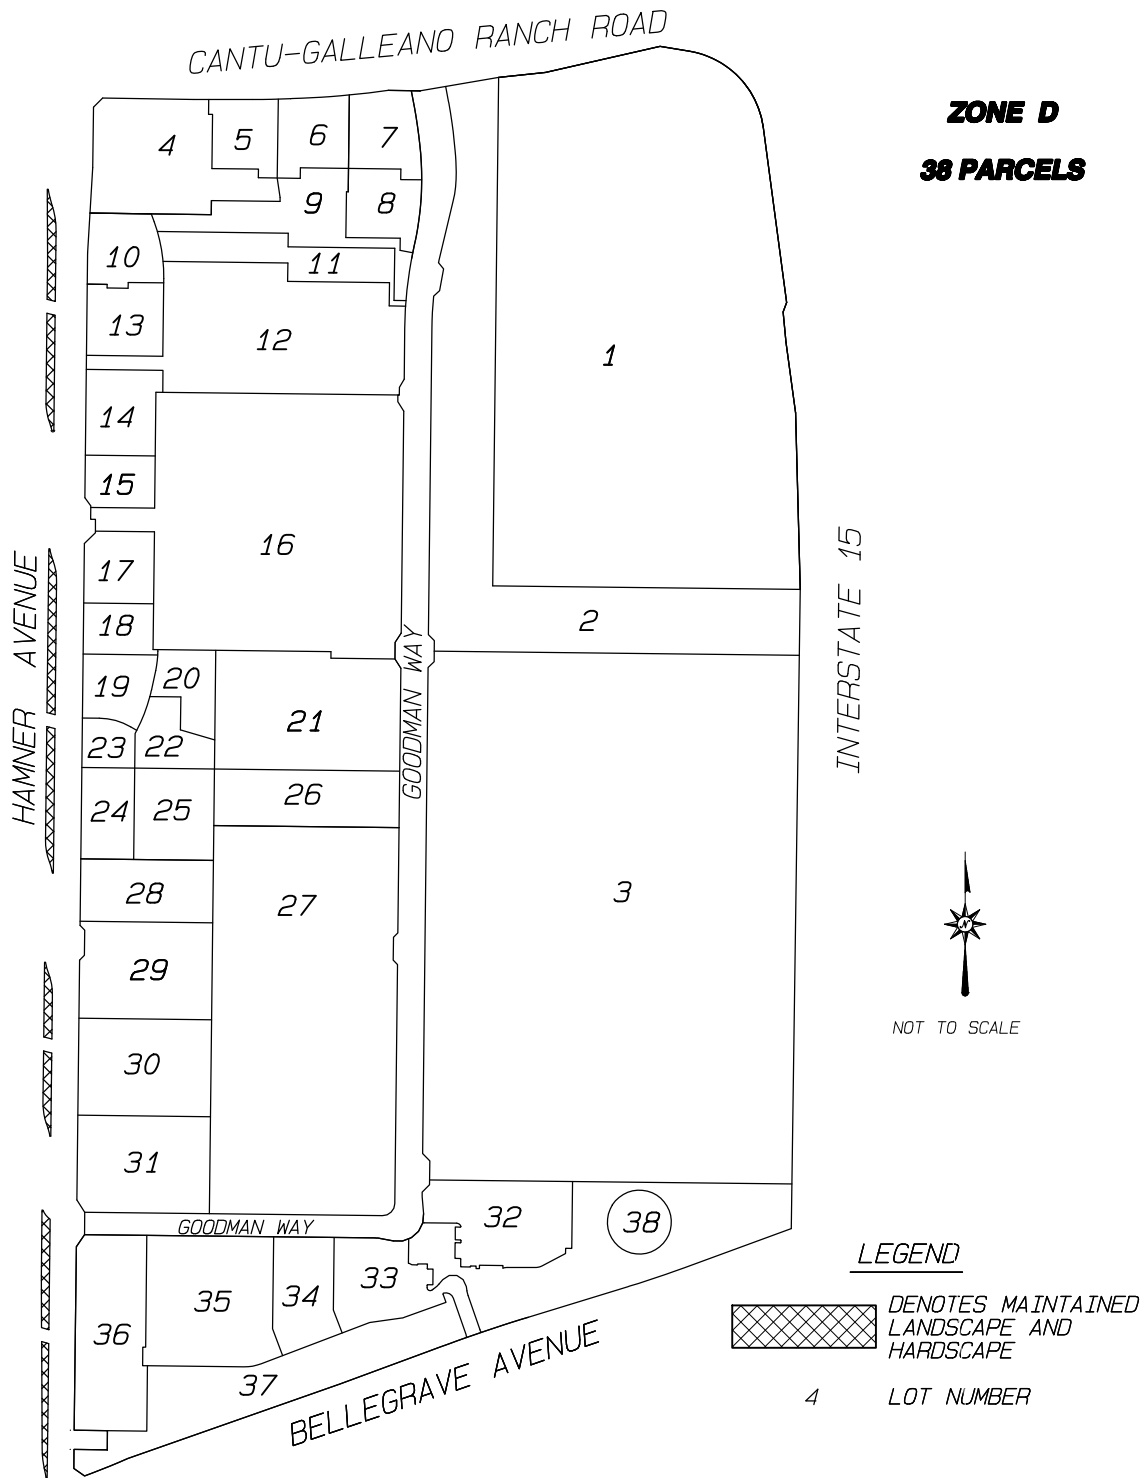 CANTU-GALLEANO RANCH ROAD
ZONE D
38 PARCELS
4
5
6
7
8
9
10
11
13
12
1
14
15
16
17
18
2
HAMNER AVENUE
GOODMAN WAY
INTERSTATE 15
19
20
21
23
22
24
25
26
28
27
3
29
N
NOT TO SCALE
30
31
GOODMAN WAY
32
38
33
34
35
36
37
BELLEGRAVE AVENUE
LEGEND
DENOTES MAINTAINED
LANDSCAPE AND
HARDSCAPE
4 LOT NUMBER